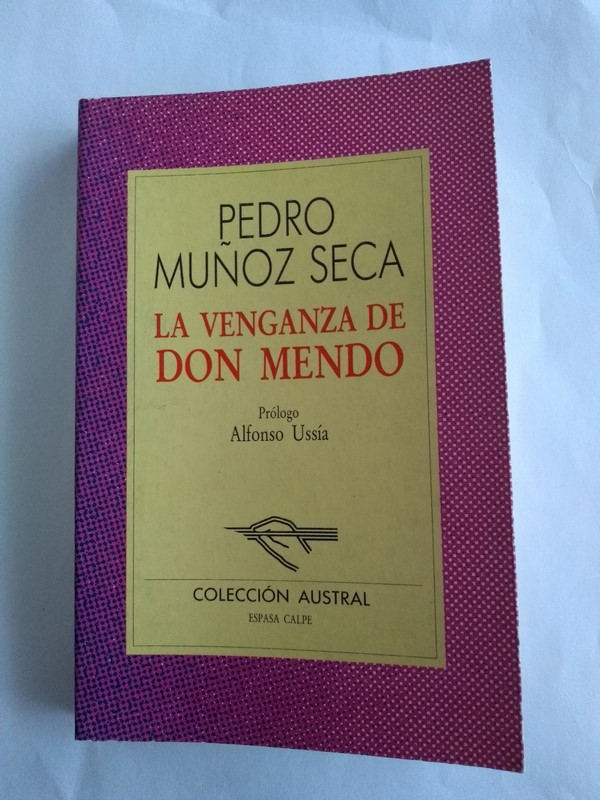 PEDRO
MUÑOZ SECA
LA VENGANZA DE
DON MENDO
Prólogo
Alfonso Ussía
COLECCIÓN AUSTRAL
ESPASA CALPE